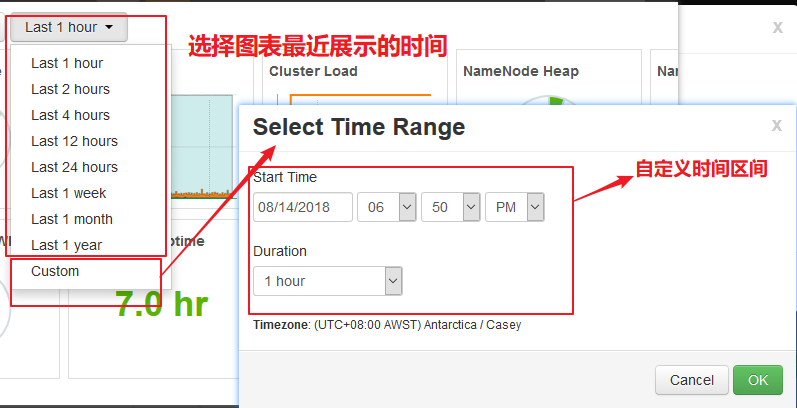 Last 1 hour
选择图表最近展示的时间
x
Last 1 hour
Last 2 hours
Last 4 hours
Last 12 hours
Last 24 hours
Last 1 week
Last 1 month
Last 1 year
Custom
Cluster Load
NameNode Heap
7.0 hr
Select Time Range
x
Start Time
08/14/2018
06
50
PM
Duration
1 hour
Timezone: (UTC+08:00 AWST) Antarctica / Casey
自定义时间区间
Cancel
OK